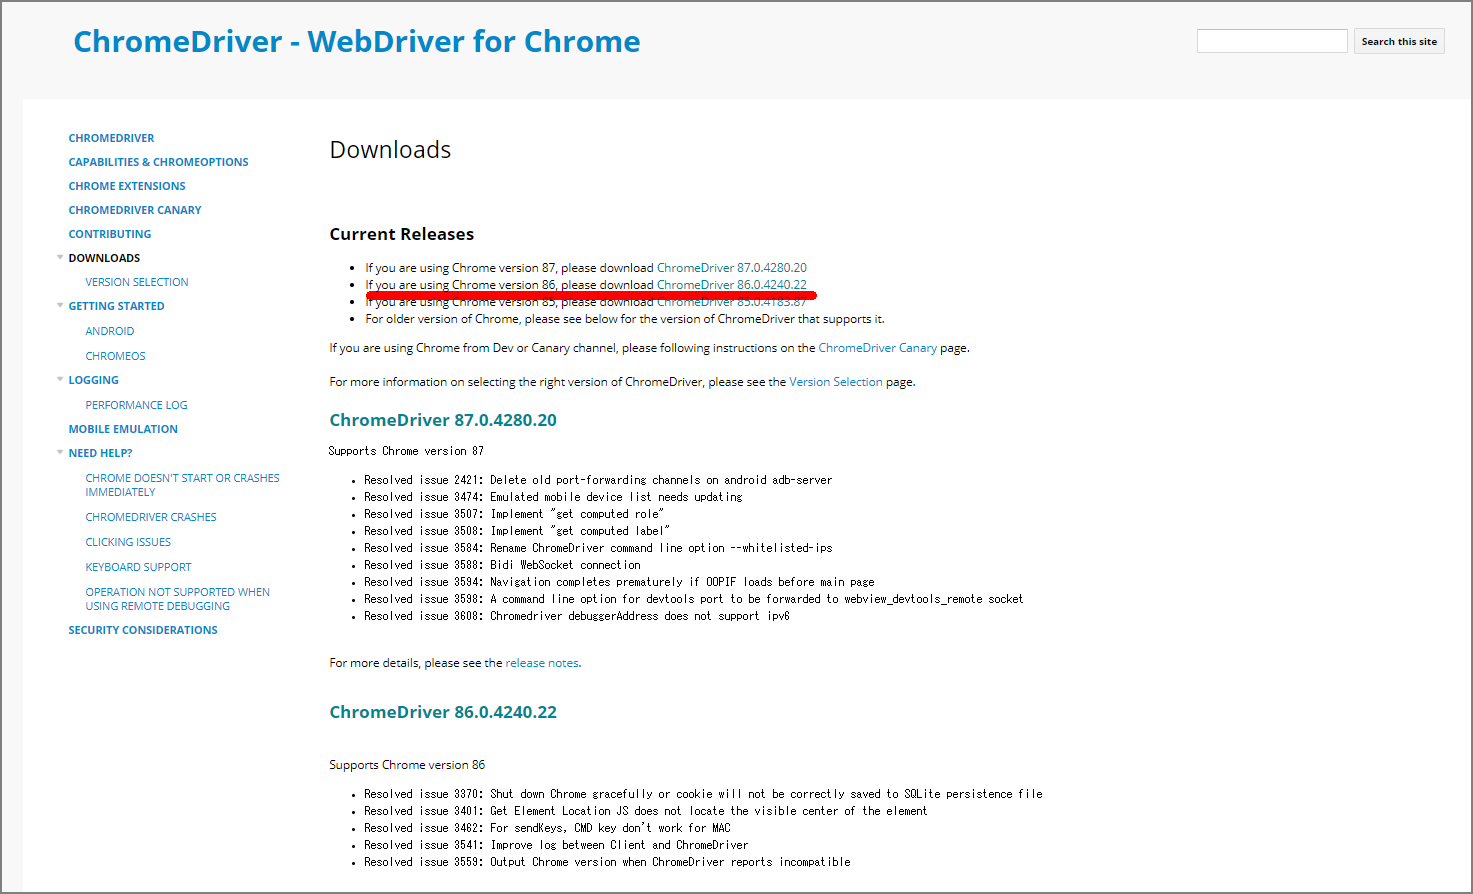 ChromeDriver - WebDriver for Chrome
Search this site
CHROMEDRIVER
CAPABILITIES & CHROMEOPTIONS
CHROME EXTENSIONS
CHROMEDRIVER CANARY
CONTRIBUTING
DOWNLOADS
VERSION SELECTION
GETTING STARTED
ANDROID
CHROMEOS
LOGGING
PERFORMANCE LOG
MOBILE EMULATION
NEED HELP?
CHROME DOESN'T START OR CRASHES
IMMEDIATELY
CHROMEDRIVER CRASHES
CLICKING ISSUES
KEYBOARD SUPPORT
OPERATION NOT SUPPORTED WHEN
USING REMOTE DEBUGGING
SECURITY CONSIDERATIONS
Downloads
Current Releases
If you are using Chrome version 87, please download ChromeDriver 87.0.4280.20
If you are using Chrome version 86, please download ChromeDriver 86.0.4240.22
If you are using Chrome version 85, please download ChromeDriver 85.0.4183.87
For older version of Chrome, please see below for the version of ChromeDriver that supports it.
If you are using Chrome from Dev or Canary channel, please following instructions on the ChromeDriver Canary page.
For more information on selecting the right version of ChromeDriver, please see the Version Selection page.
ChromeDriver 87.0.4280.20
Supports Chrome version 87
Resolved issue 2421: Delete old port-forwarding channels on android adb-server
Resolved issue 3474: Emulated mobile device list needs updating
Resolved issue 3507: Implement "get computed role"
Resolved issue 3508: Implement "get computed label"
Resolved issue 3584: Rename ChromeDriver command line option --whitelisted-ips
Resolved issue 3588: Bidi WebSocket connection
Resolved issue 3594: Navigation completes prematurely if OOPIF loads before main page
Resolved issue 3598: A command line option for devtools port to be forwarded to webview_devtools_remote socket
Resolved issue 3608: Chromedriver debuggerAddress does not support ipv6
For more details, please see the release notes.
ChromeDriver 86.0.4240.22
Supports Chrome version 86
Resolved issue 3370: Shut down Chrome gracefully or cookie will not be correctly saved to SQLite persistence file
Resolved issue 3401: Get Element Location JS does not locate the visible center of the element
Resolved issue 3462: For sendKeys, CMD key don't work for MAC
Resolved issue 3541: Improve log between Client and ChromeDriver
Resolved issue 3559: Output Chrome version when ChromeDriver reports incompatible